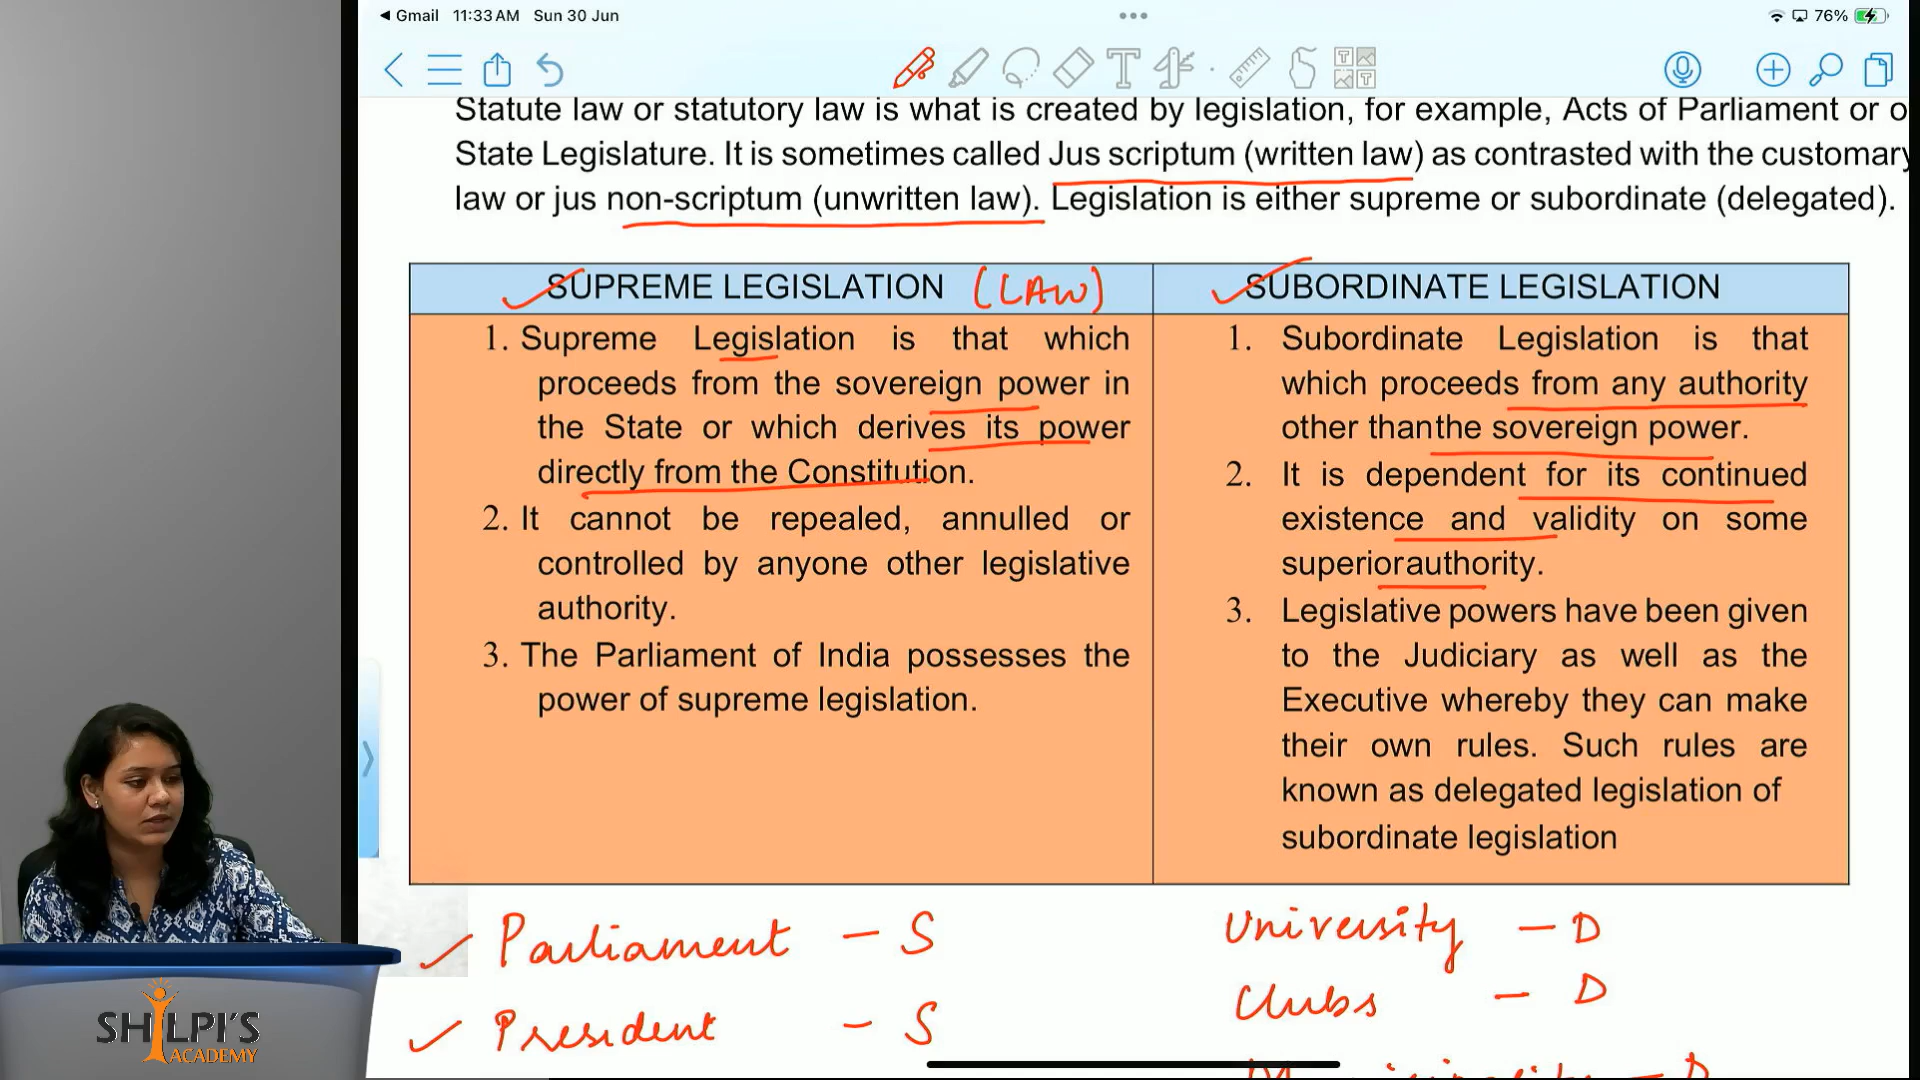 Gmail 11:33 AM Sun 30 Jun
76%
Statute law or statutory law is what is created by legislation, for example, Acts of Parliament or o
State Legislature. It is sometimes called Jus scriptum (written law) as contrasted with the customary
law or jus non-scriptum (unwritten law). Legislation is either supreme or subordinate (delegated).
SUPREME LEGISLATION (LAW)
1. Supreme Legislation is that which
proceeds from the sovereign power in
the State or which derives its power
directly from the Constitution.
2. It cannot be repealed, annulled or
controlled by anyone other legislative
authority.
3. The Parliament of India possesses the
power of supreme legislation.
SUBORDINATE LEGISLATION
1. Subordinate Legislation is that
which proceeds from any authority
other thanthe sovereign power.
2. It is dependent for its continued
existence and validity on some
superiorauthority.
3. Legislative powers have been given
to the Judiciary as well as the
Executive whereby they can make
their own rules. Such rules are
known as delegated legislation of
subordinate legislation
Parliament - S
President - S
University - D
Clubs - D
SHILPI'S
ACADEMY